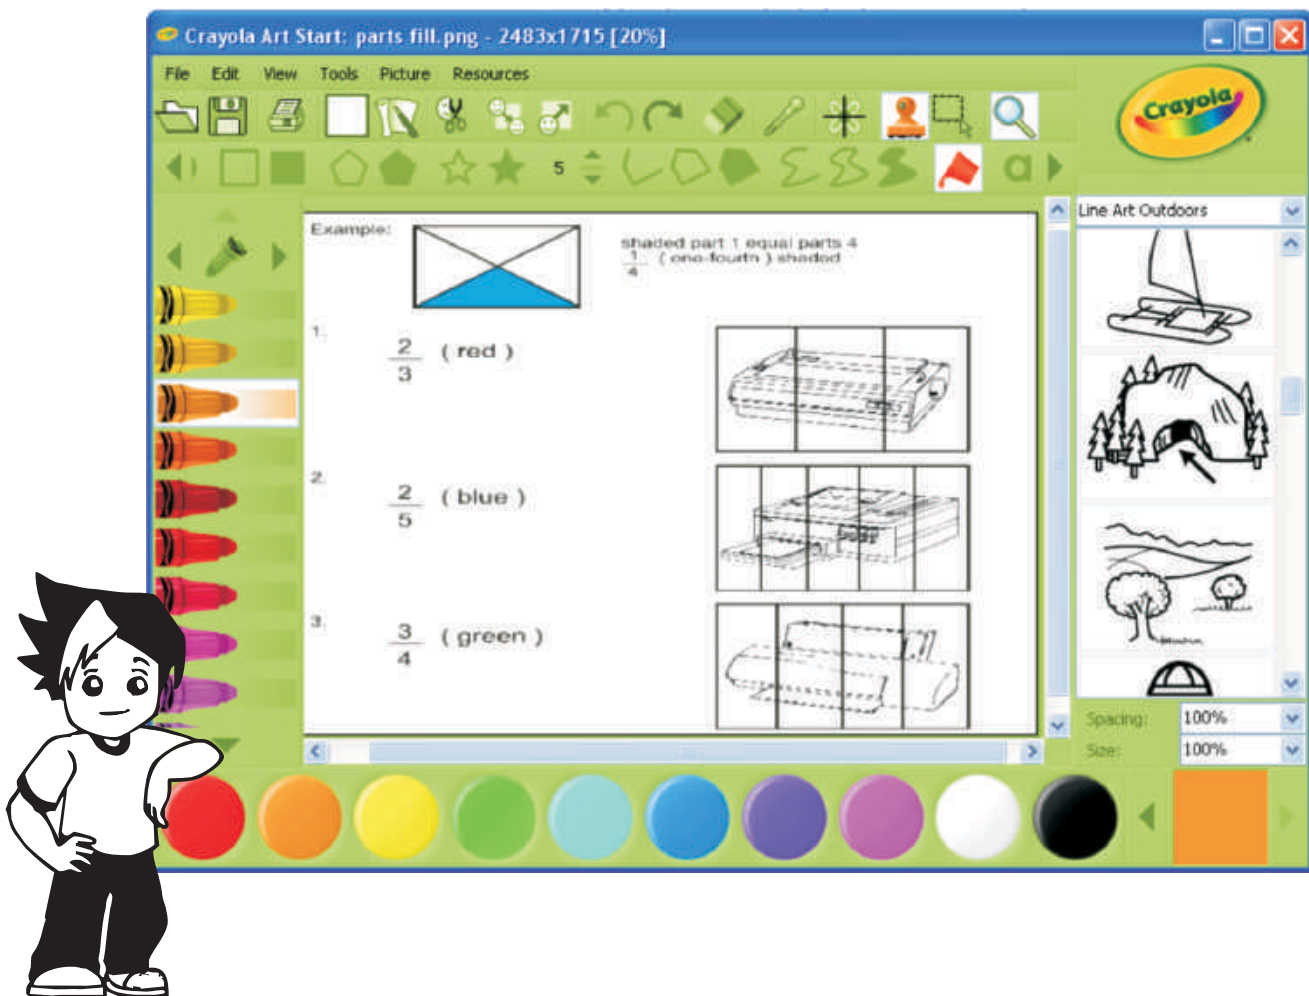 Crayola Art Start: parts fill.png - 2483x1715 [20%]
File Edit View Tools Picture Resources
Crayola
5
a
Line Art Outdoors
Example:
shaded part 1 equal parts 4
1/4 ( one-fourth ) shaded
1.
2/3 ( red )
2.
2/5 ( blue )
3.
3/4 ( green )
Spacing: 100%
Size: 100%